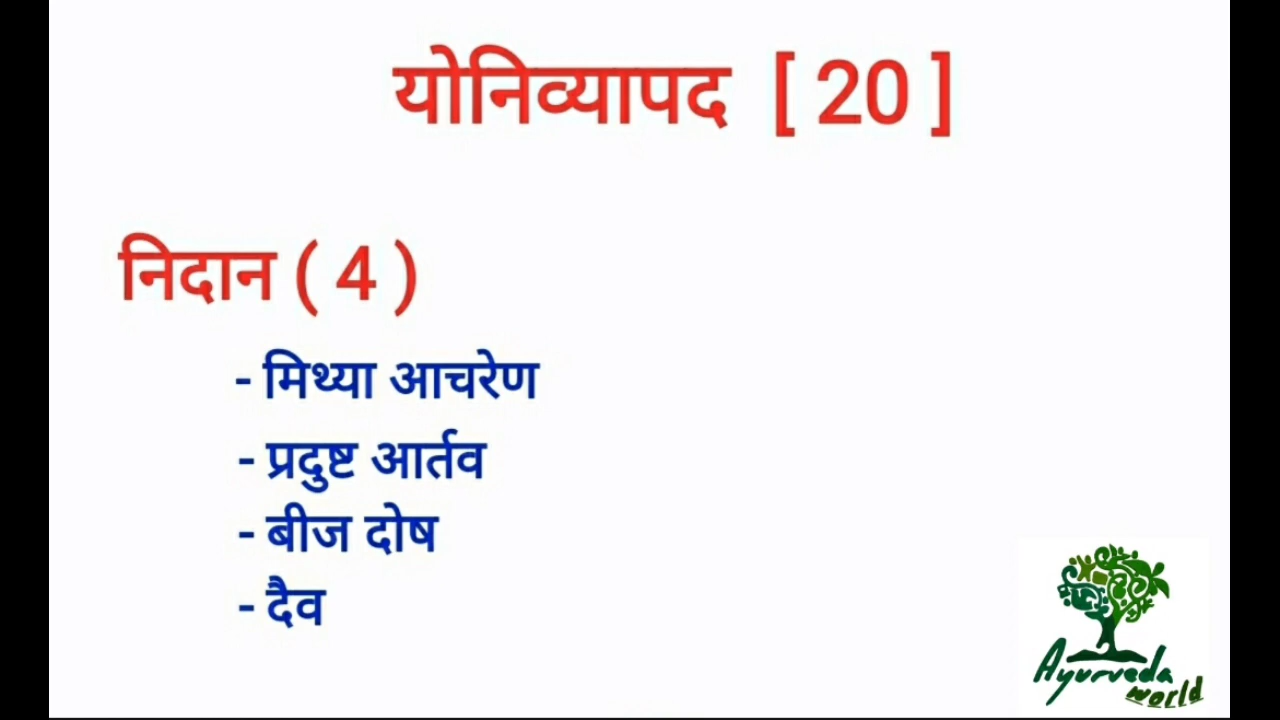 योनिव्यापद [ 20 ]
निदान ( 4 )
- मिथ्या आचरेण
- प्रदुष्ट आर्तव
- बीज दोष
- दैव
Ayurveda
world